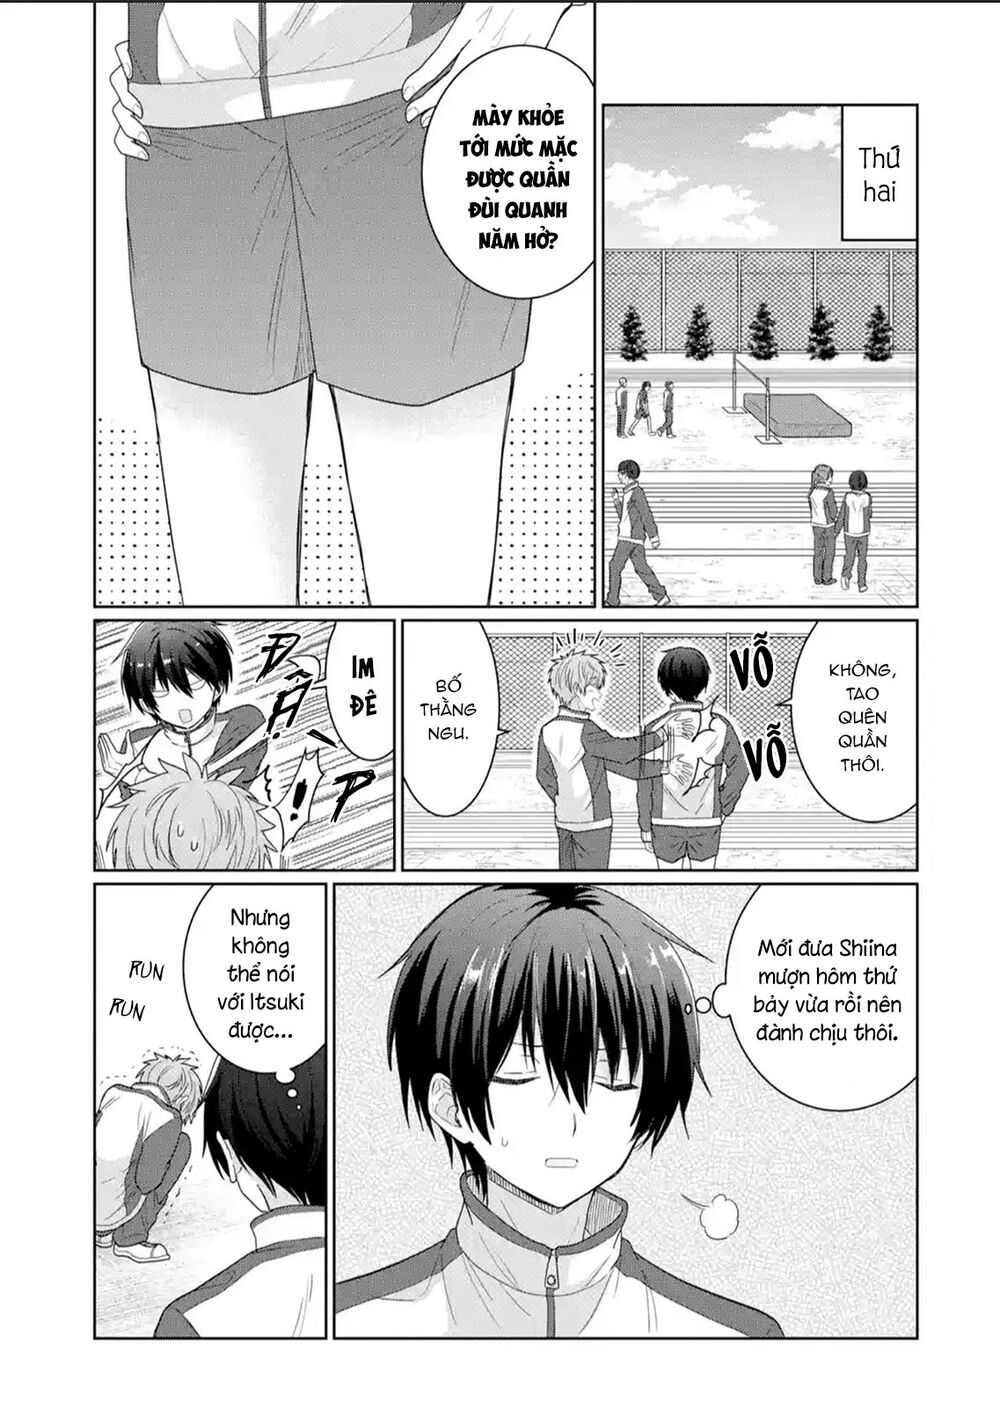 Thứ
hai
MÀY KHỎE
TỚI MỨC MẶC
ĐƯỢC QUẦN
ĐÙI QUANH
NĂM HỞ?
KHÔNG,
TAO
QUÊN
QUẦN
THÔI.
VỖ
VỖ
BỐ
THẰNG
NGU.
IM
ĐÊ
ĐẬP
!
Mới đưa Shiina
mượn hôm thứ
bảy vừa rồi nên
đành chịu thôi.
Nhưng
không
thể nói
với Itsuki
được...
RUN
RUN